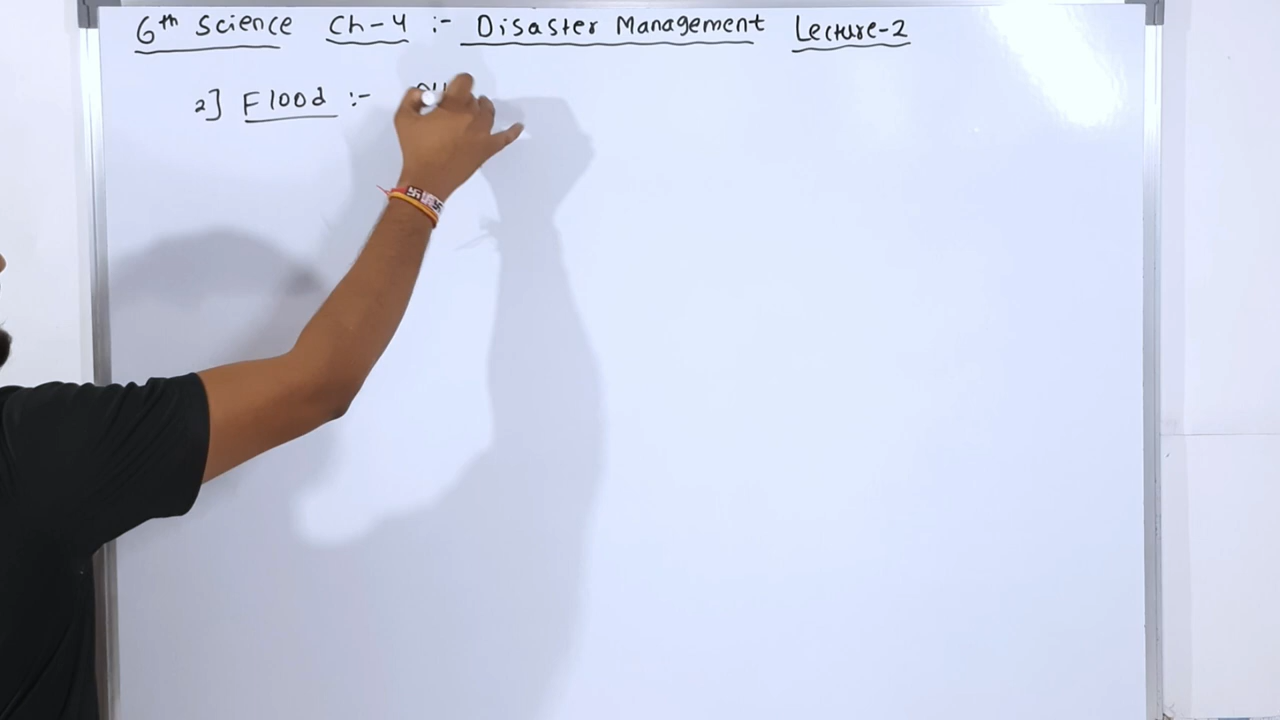 6th Science Ch-4 :- Disaster Management Lecture-2
2] Flood :-